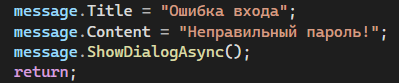 message.Title = "Ошибка входа";
message.Content = "Неправильный пароль!";
message.ShowDialogAsync();
return;